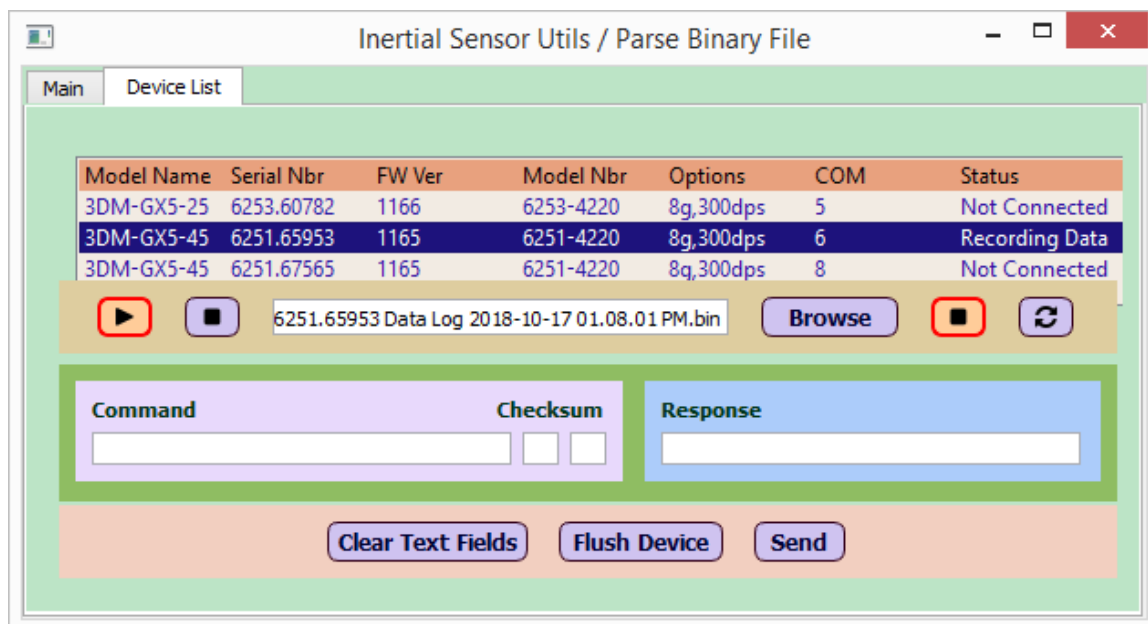 Inertial Sensor Utils / Parse Binary File
Main Device List
Model Name Serial Nbr FW Ver Model Nbr Options COM Status
3DM-GX5-25 6253.60782 1166 6253-4220 8g,300dps 5 Not Connected
3DM-GX5-45 6251.65953 1165 6251-4220 8g,300dps 6 Recording Data
3DM-GX5-45 6251.67565 1165 6251-4220 8g,300dps 8 Not Connected
6251.65953 Data Log 2018-10-17 01.08.01 PM.bin Browse
Command Checksum Response
Clear Text Fields Flush Device Send